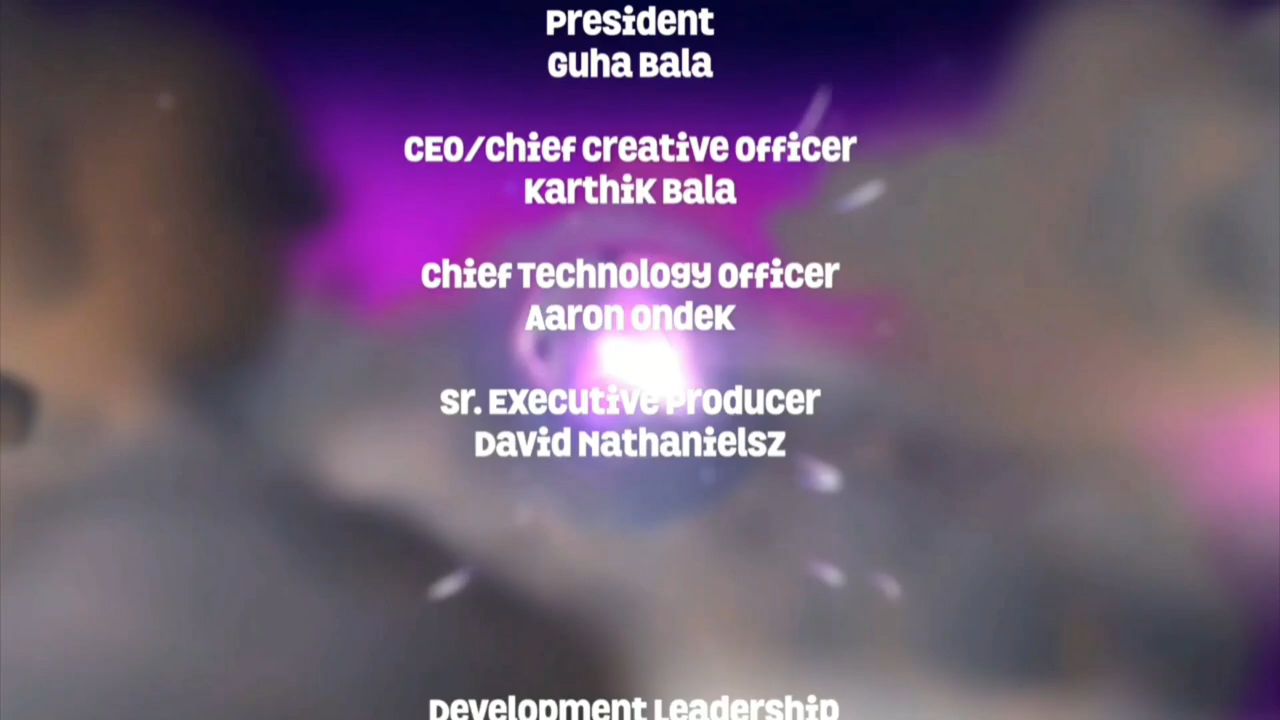 President
Guha Bala
CEO/Chief Creative Officer
Karthik Bala
Chief Technology Officer
Aaron Ondek
Sr. Executive Producer
David Nathanielsz
Development Leadership